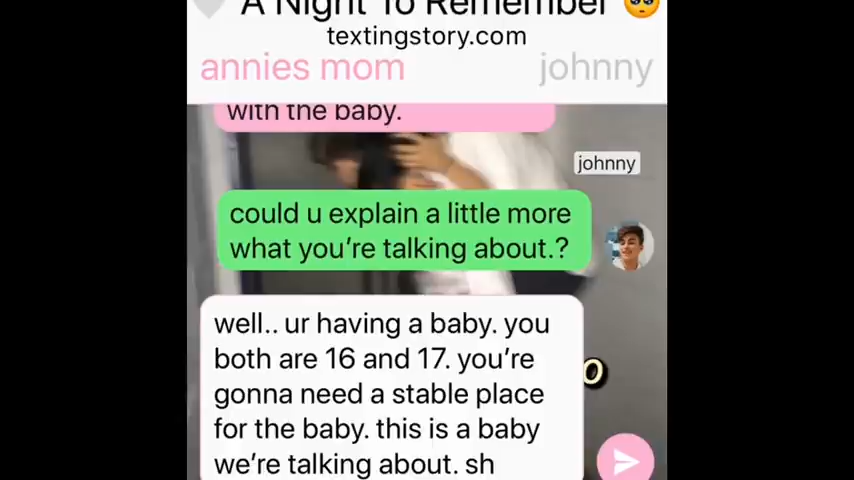 A Night To Remember 🥺
textingstory.com
annies mom
johnny
with the baby.
johnny
could u explain a little more
what you're talking about.?
well.. ur having a baby. you
both are 16 and 17. you're
gonna need a stable place
for the baby. this is a baby
we're talking about. sh